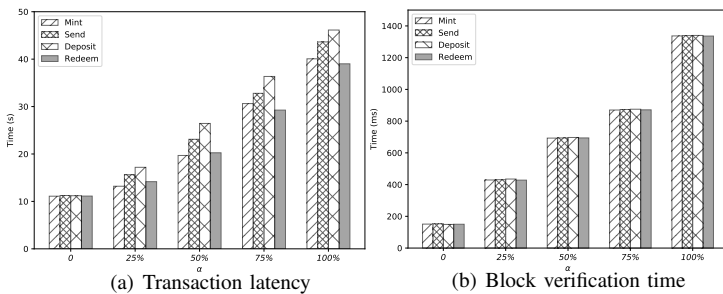 50
40
30
20
10
0
Time (s)
Mint
Send
Deposit
Redeem
0 25% 50% 75% 100%
α
(a) Transaction latency
1400
1200
1000
800
600
400
200
0
Time (ms)
Mint
Send
Deposit
Redeem
0 25% 50% 75% 100%
α
(b) Block verification time